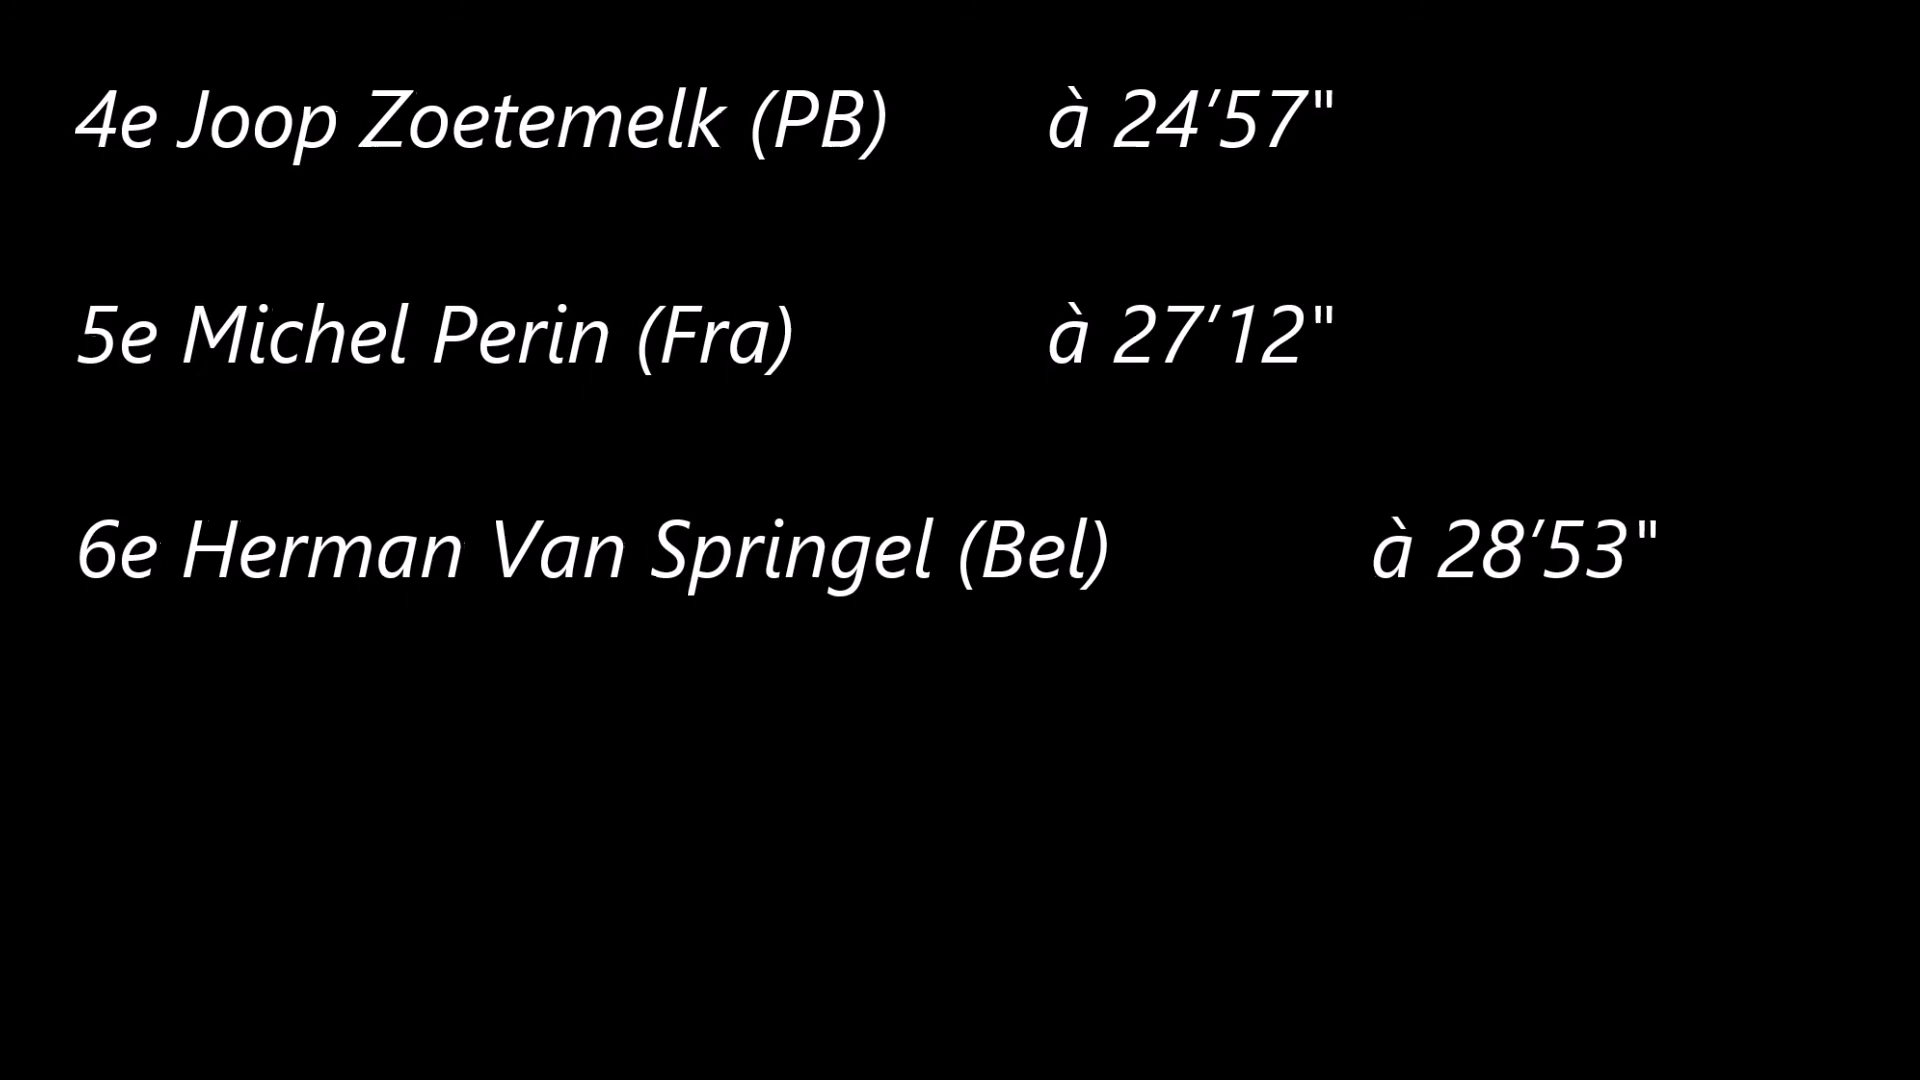 4e Joop Zoetemelk (PB) à 24’57"
5e Michel Perin (Fra) à 27’12"
6e Herman Van Springel (Bel) à 28’53"